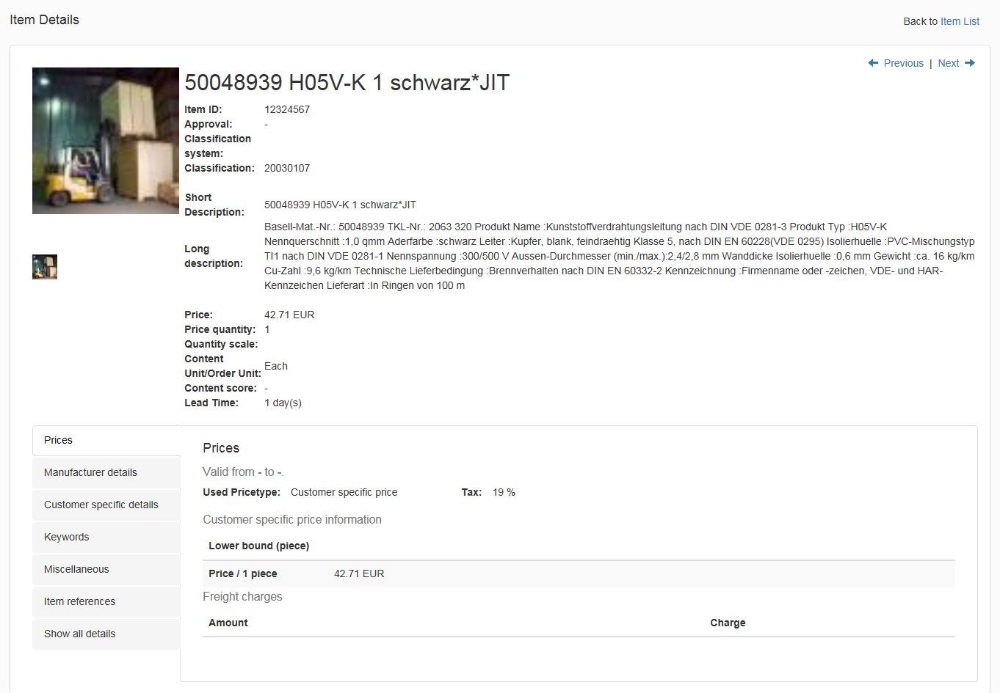 Item Details
Back to Item List
Previous | Next
50048939 H05V-K 1 schwarz*JIT
Item ID: 12324567
Approval: -
Classification
system:
Classification: 20030107
Short
Description:
50048939 H05V-K 1 schwarz*JIT
Long
description:
Basell-Mat.-Nr.: 50048939 TKL-Nr.: 2063 320 Produkt Name :Kunststoffverdrahtungsleitung nach DIN VDE 0281-3 Produkt Typ :H05V-K
Nennquerschnitt :1,0 qmm Aderfarbe :schwarz Leiter :Kupfer, blank, feindraehtig Klasse 5, nach DIN EN 60228(VDE 0295) Isolierhuelle :PVC-Mischungstyp
TI1 nach DIN VDE 0281-1 Nennspannung :300/500 V Aussen-Durchmesser (min./max.):2,4/2,8 mm Wanddicke Isolierhuelle :0,6 mm Gewicht :ca. 16 kg/km
Cu-Zahl :9,6 kg/km Technische Lieferbedingung :Brennverhalten nach DIN EN 60332-2 Kennzeichnung :Firmenname oder -zeichen, VDE- und HAR-
Kennzeichen Lieferart :In Ringen von 100 m
Price: 42.71 EUR
Price quantity: 1
Quantity scale:
Content
Unit/Order Unit:
Each
Content score: -
Lead Time: 1 day(s)
Prices
Manufacturer details
Customer specific details
Keywords
Miscellaneous
Item references
Show all details
Prices
Valid from - to -.
Used Pricetype: Customer specific price Tax: 19 %
Customer specific price information
Lower bound (piece)
Price / 1 piece 42.71 EUR
Freight charges
Amount Charge